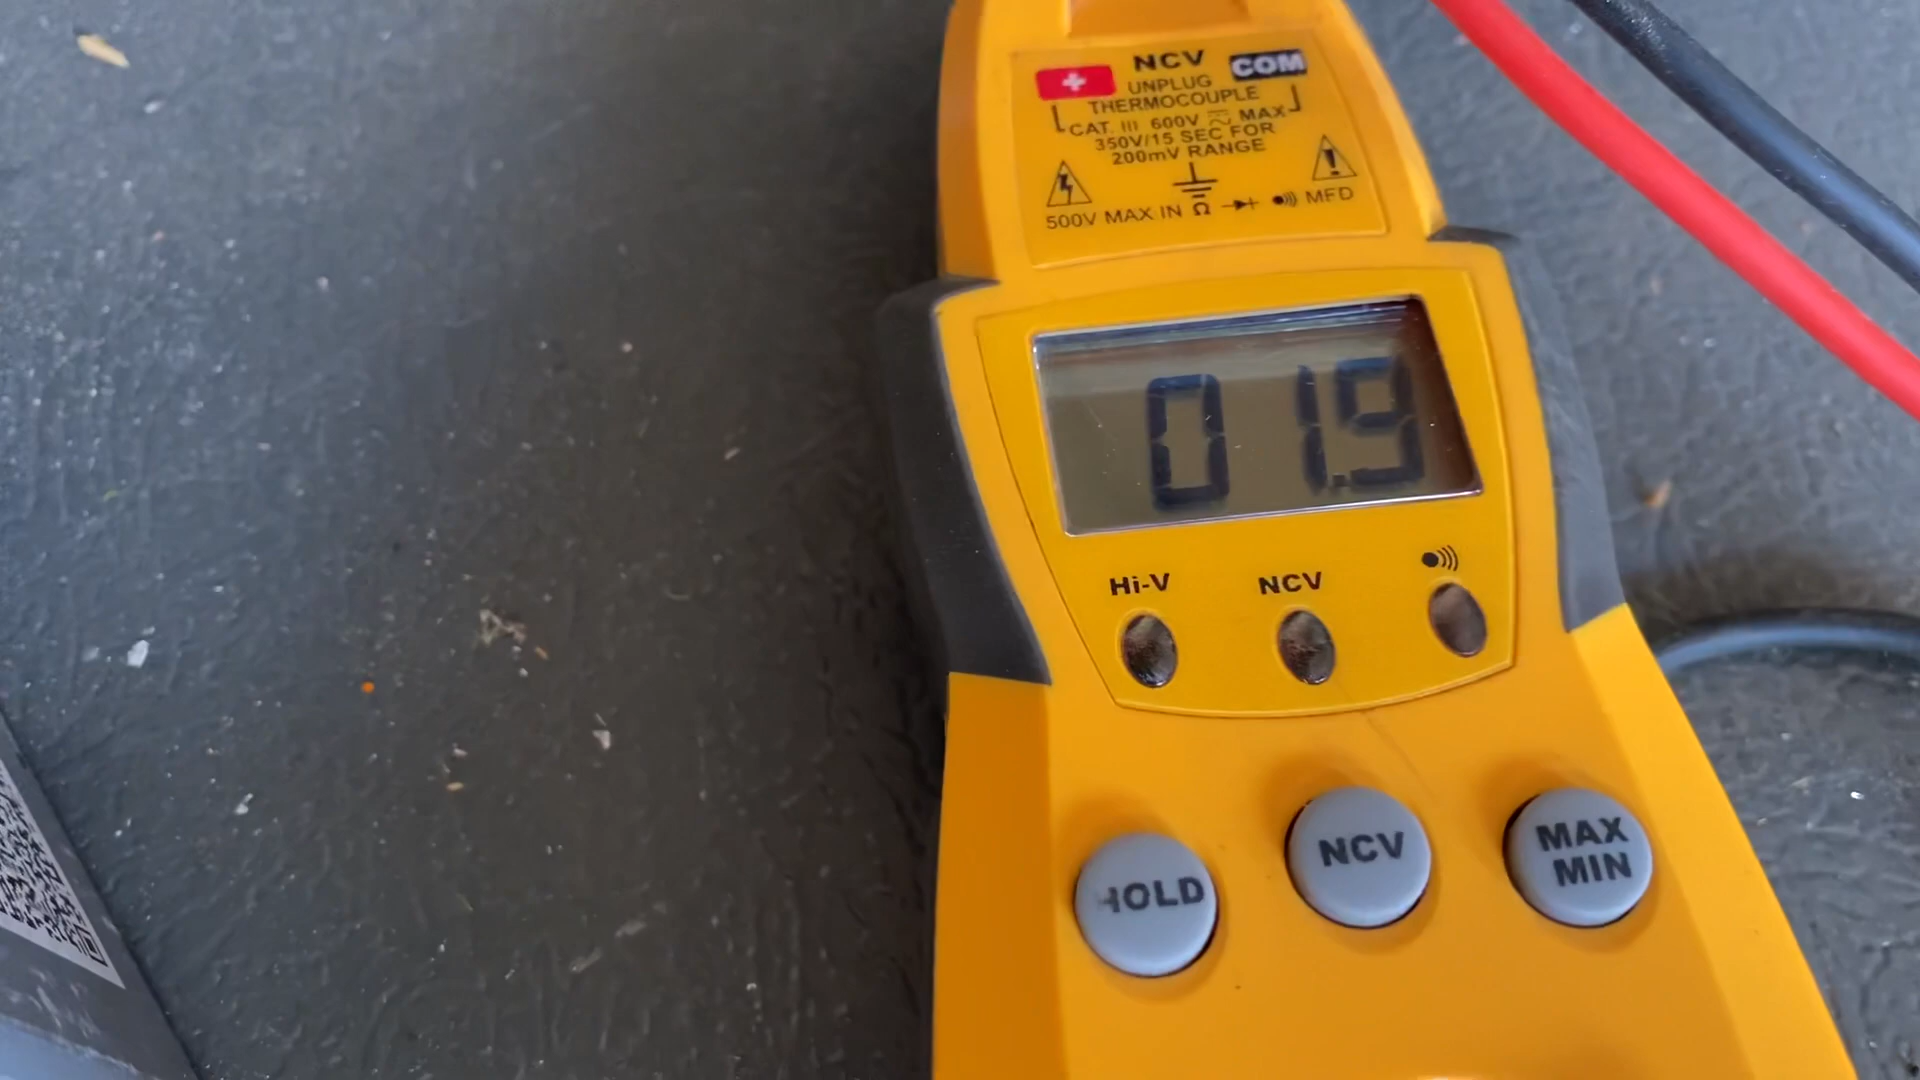 NCV
COM
UNPLUG
THERMOCOUPLE
CAT. III 600V MAX
350V/15 SEC FOR
200mV RANGE
500V MAX IN Ω MFD
01.9
Hi-V NCV
HOLD NCV MAX
MIN